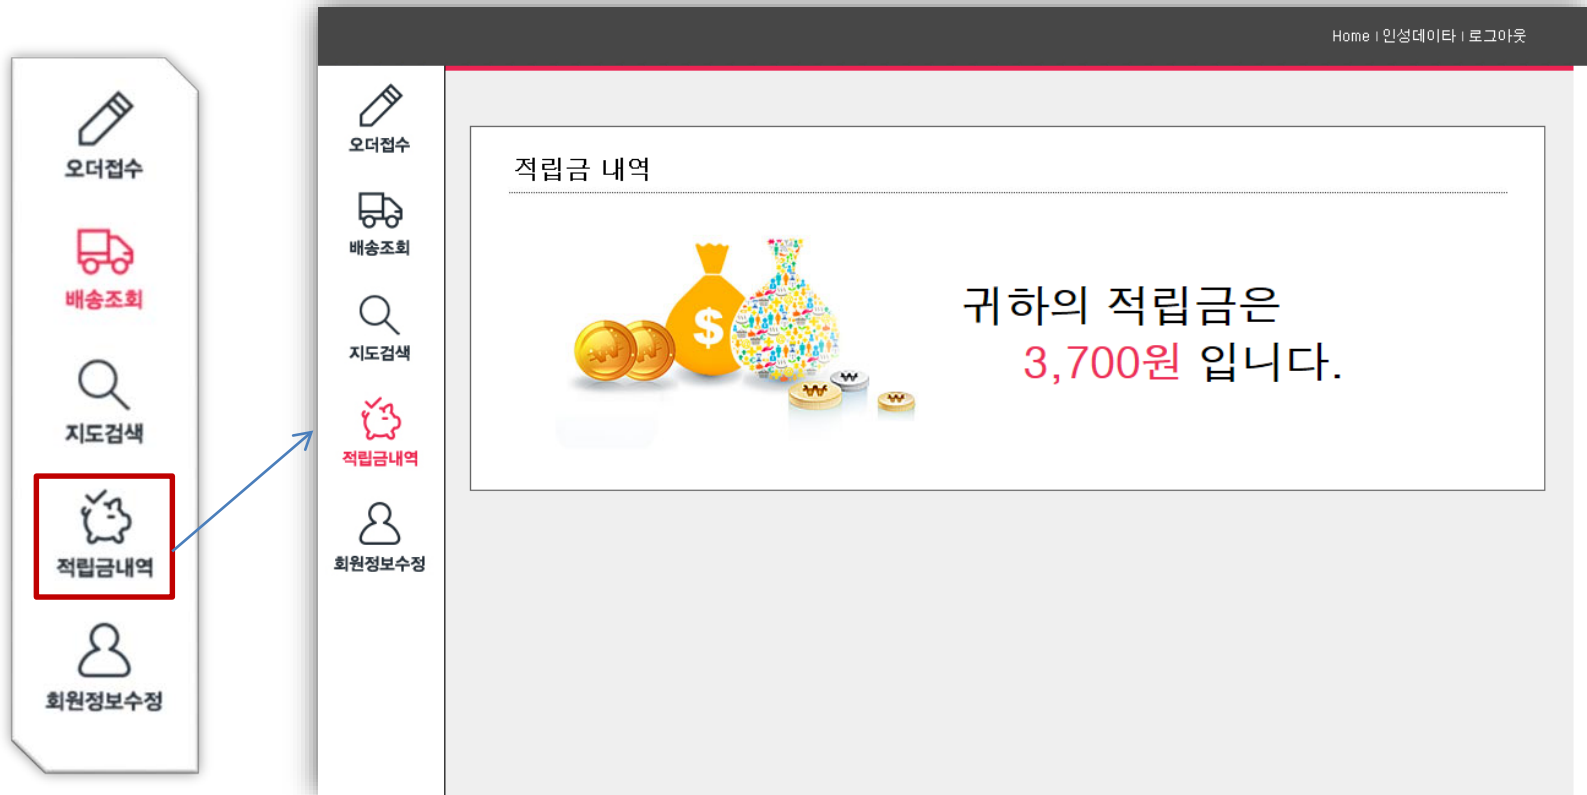 오더접수
배송조회
지도검색
적립금내역
회원정보수정
Home | 인성데이타 | 로그아웃
오더접수
배송조회
지도검색
적립금내역
회원정보수정
적립금 내역
$
귀하의 적립금은
3,700원 입니다.